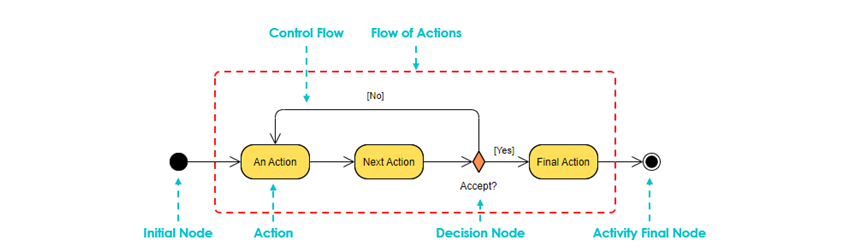 Control Flow
Flow of Actions
[No]
An Action
Next Action
[Yes]
Final Action
Accept?
Initial Node
Action
Decision Node
Activity Final Node